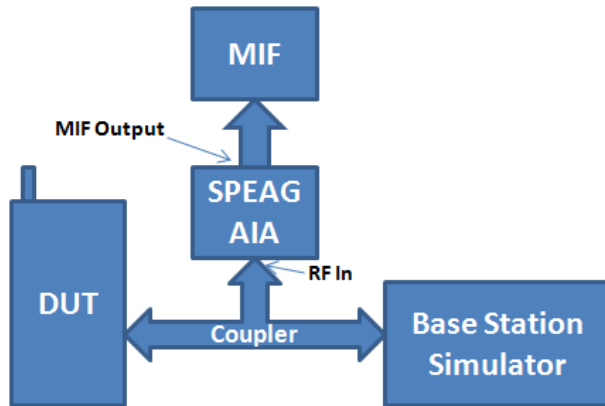 MIF
MIF Output
SPEAG
AIA
RF In
DUT
Coupler
Base Station
Simulator